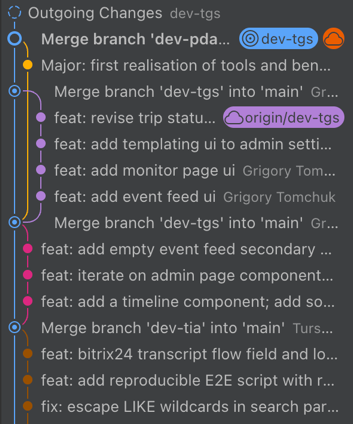 Outgoing Changes dev-tgs
Merge branch 'dev-pda... dev-tgs
Major: first realisation of tools and ben...
Merge branch 'dev-tgs' into 'main' Gr...
feat: revise trip statu... origin/dev-tgs
feat: add templating ui to admin setti...
feat: add monitor page ui Grigory Tom...
feat: add event feed ui Grigory Tomchuk
Merge branch 'dev-tgs' into 'main' Gr...
feat: add empty event feed secondary ...
feat: iterate on admin page component...
feat: add a timeline component; add so...
Merge branch 'dev-tia' into 'main' Turs...
feat: bitrix24 transcript flow field and lo...
feat: add reproducible E2E script with r...
fix: escape LIKE wildcards in search par...